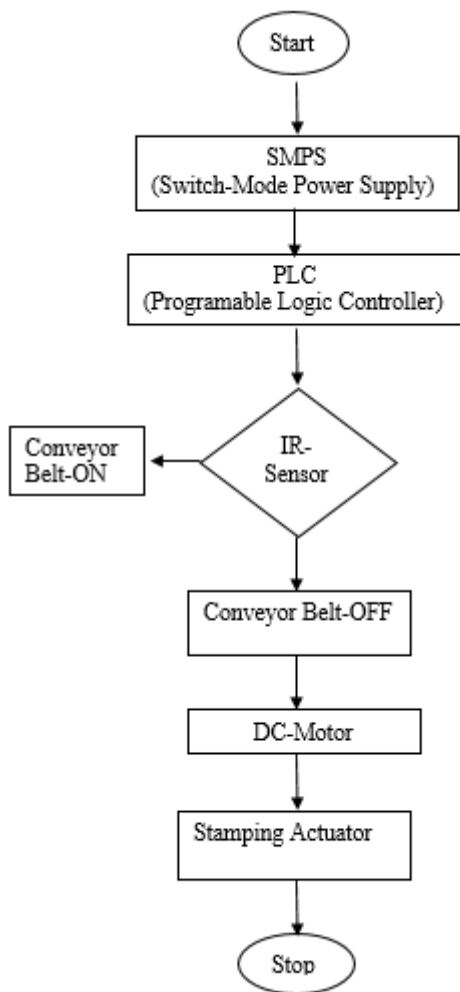 Start
SMPS
(Switch-Mode Power Supply)
PLC
(Programable Logic Controller)
IR-
Sensor
Conveyor
Belt-ON
Conveyor Belt-OFF
DC-Motor
Stamping Actuator
Stop